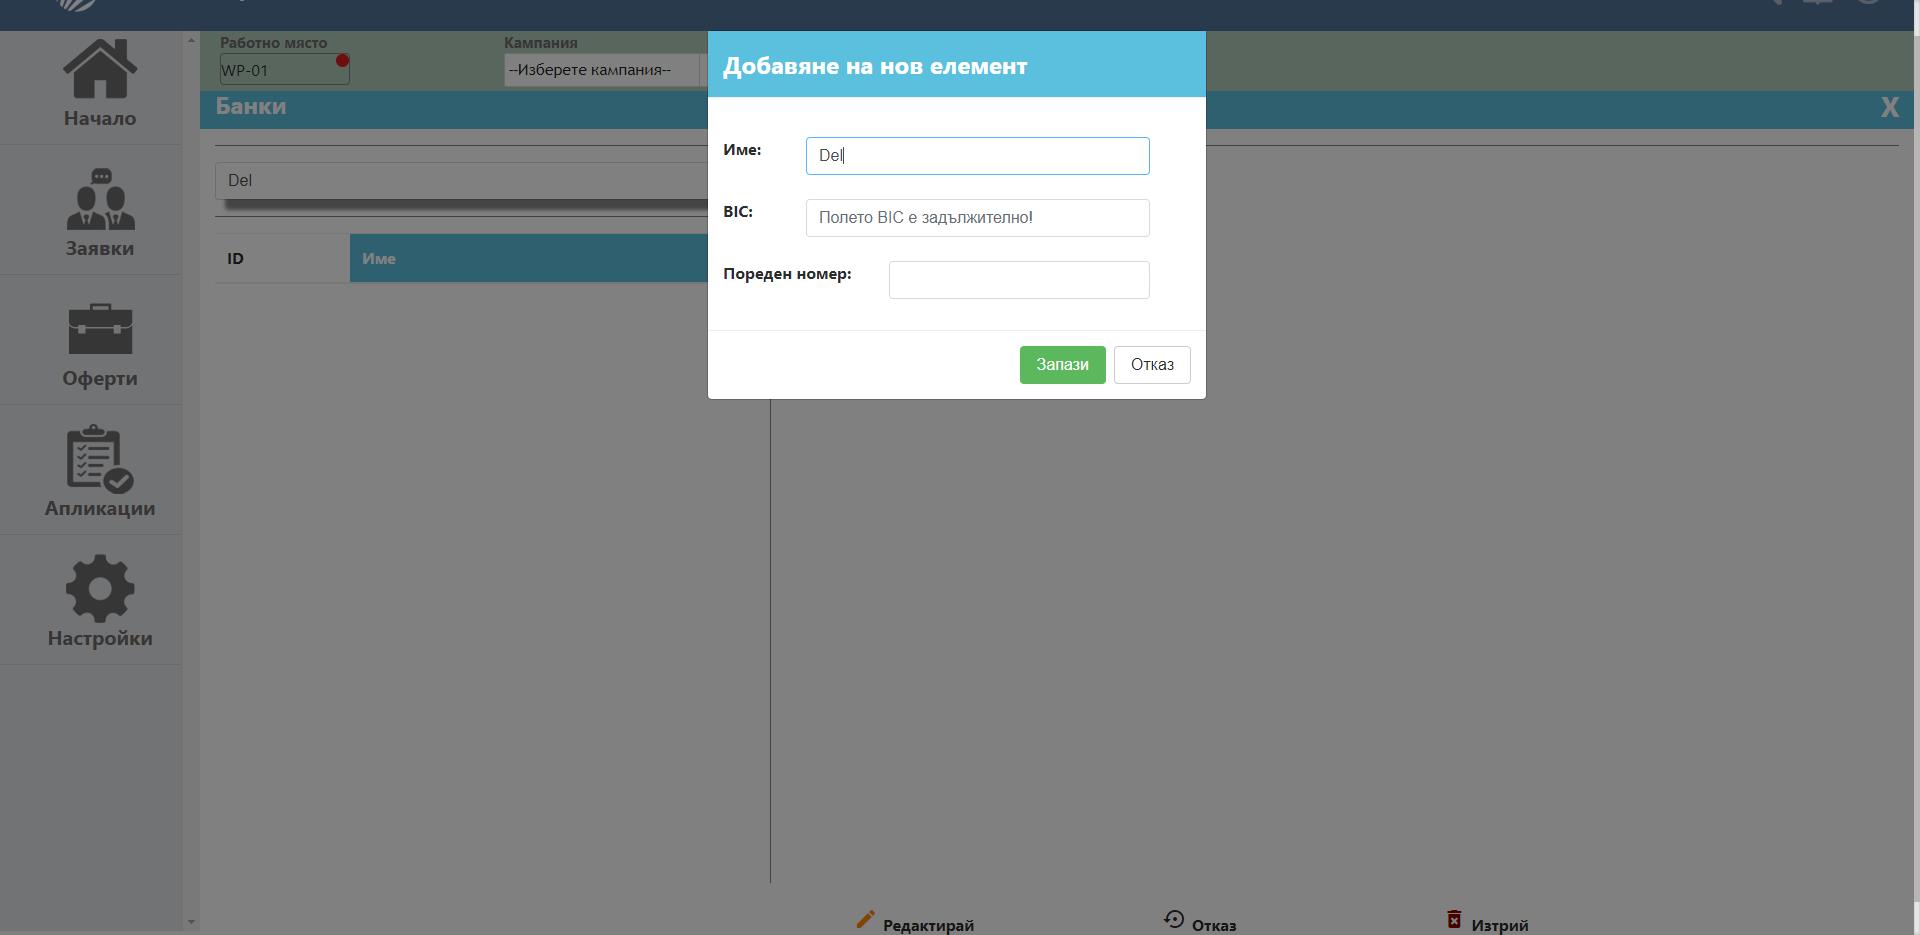 Начало
Заявки
Оферти
Апликации
Настройки
Работно място
WP-01
Кампания
--Изберете кампания--
Банки
X
Del
ID
Име
Добавяне на нов елемент
Име:
Del
BIC:
Полето BIC е задължително!
Пореден номер:
Запази
Отказ
Редактирай
Отказ
Изтрий